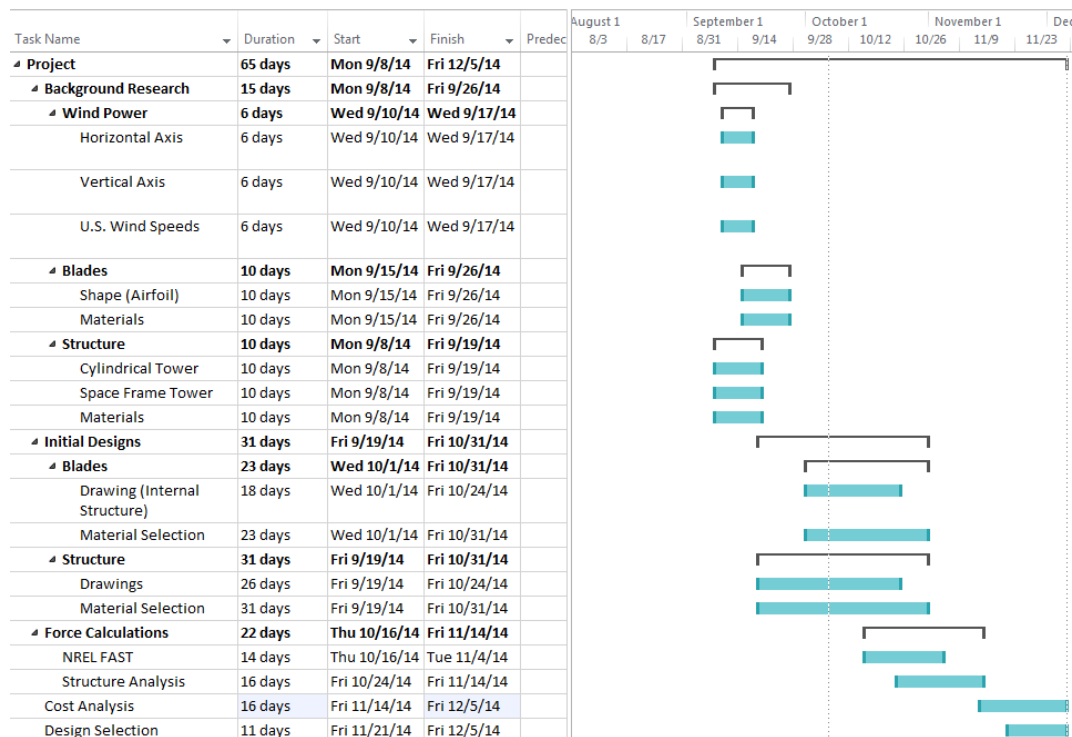 August 1 September 1 October 1 November 1 Dec
Task Name Duration Start Finish Predec 8/3 8/17 8/31 9/14 9/28 10/12 10/26 11/9 11/23
Project 65 days Mon 9/8/14 Fri 12/5/14
Background Research 15 days Mon 9/8/14 Fri 9/26/14
Wind Power 6 days Wed 9/10/14 Wed 9/17/14
Horizontal Axis 6 days Wed 9/10/14 Wed 9/17/14
Vertical Axis 6 days Wed 9/10/14 Wed 9/17/14
U.S. Wind Speeds 6 days Wed 9/10/14 Wed 9/17/14
Blades 10 days Mon 9/15/14 Fri 9/26/14
Shape (Airfoil) 10 days Mon 9/15/14 Fri 9/26/14
Materials 10 days Mon 9/15/14 Fri 9/26/14
Structure 10 days Mon 9/8/14 Fri 9/19/14
Cylindrical Tower 10 days Mon 9/8/14 Fri 9/19/14
Space Frame Tower 10 days Mon 9/8/14 Fri 9/19/14
Materials 10 days Mon 9/8/14 Fri 9/19/14
Initial Designs 31 days Fri 9/19/14 Fri 10/31/14
Blades 23 days Wed 10/1/14 Fri 10/31/14
Drawing (Internal 18 days Wed 10/1/14 Fri 10/24/14
Structure)
Material Selection 23 days Wed 10/1/14 Fri 10/31/14
Structure 31 days Fri 9/19/14 Fri 10/31/14
Drawings 26 days Fri 9/19/14 Fri 10/24/14
Material Selection 31 days Fri 9/19/14 Fri 10/31/14
Force Calculations 22 days Thu 10/16/14 Fri 11/14/14
NREL FAST 14 days Thu 10/16/14 Tue 11/4/14
Structure Analysis 16 days Fri 10/24/14 Fri 11/14/14
Cost Analysis 16 days Fri 11/14/14 Fri 12/5/14
Design Selection 11 days Fri 11/21/14 Fri 12/5/14